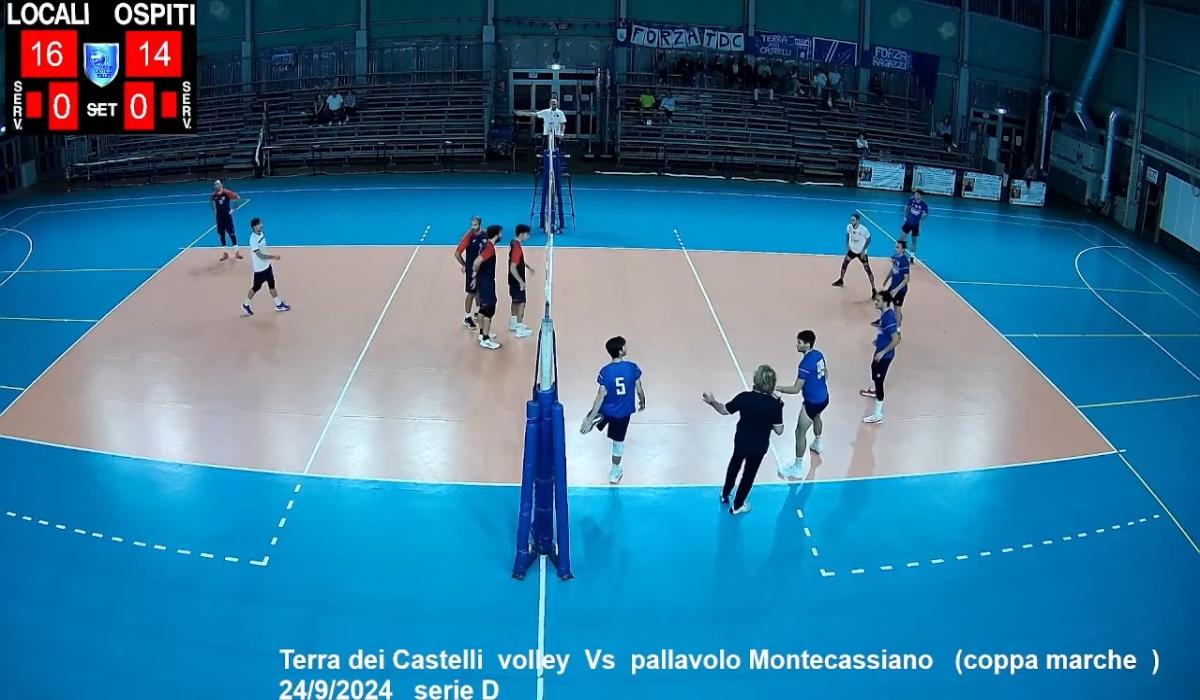 LOCALI OSPITI
16 14
SERV. 0 SET 0 SERV.
FORZA TDC
TERRA
CASTELLI
FORZA
RAGAZZI
5
Terra dei Castelli volley Vs pallavolo Montecassiano (coppa marche )
24/9/2024 serie D